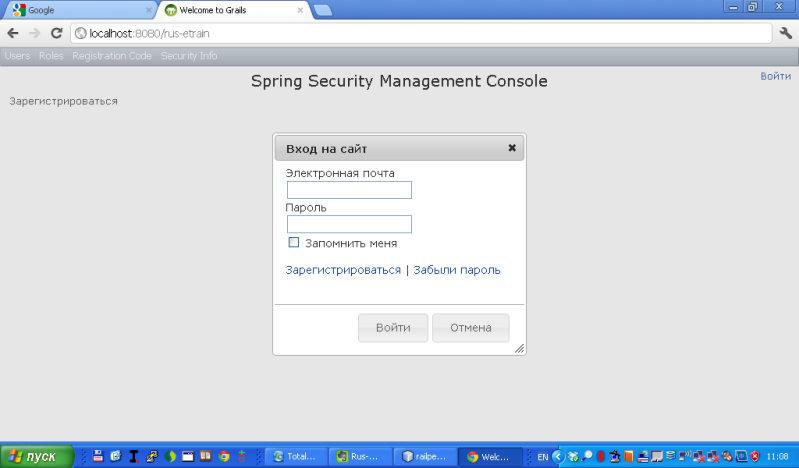 Google
Welcome to Grails
localhost:8080/rus-etrain
Users Roles Registration Code Security Info
Spring Security Management Console
Войти
Зарегистрироваться
Вход на сайт
Электронная почта
Пароль
Запомнить меня
Зарегистрироваться | Забыли пароль
Войти Отмена
пуск Total... Rus-... railpe... Welc... EN 11:08